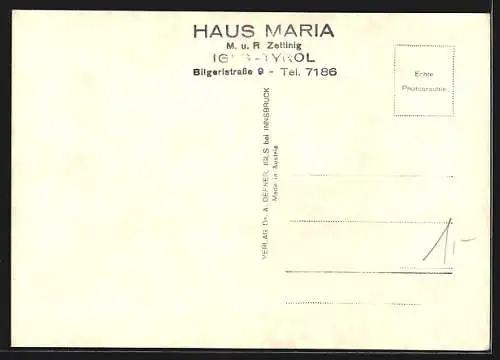 HAUS MARIA
M. u. R. Zettinig
IGLS-TYROL
Bilgeristraße 9 - Tel. 7186
Echte
Photographie
VERLAG Dr. A. DEFNER, IGLS bei INNSBRUCK
Made in Austria
1,-